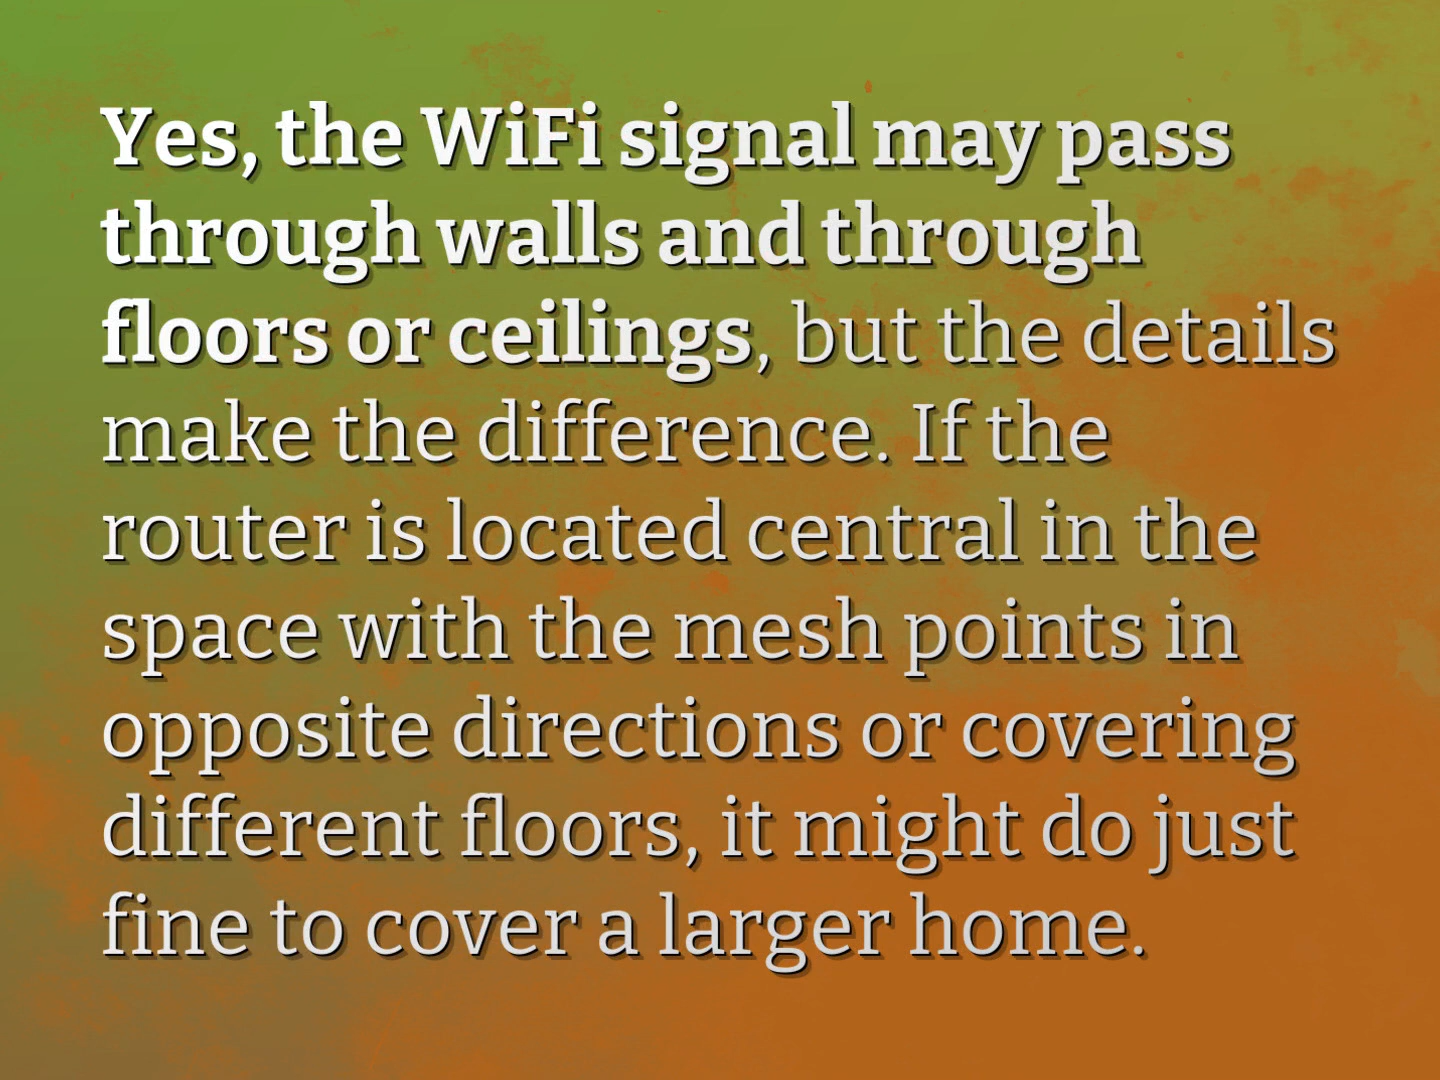 Yes, the WiFi signal may pass
through walls and through
floors or ceilings, but the details
make the difference. If the
router is located central in the
space with the mesh points in
opposite directions or covering
different floors, it might do just
fine to cover a larger home.